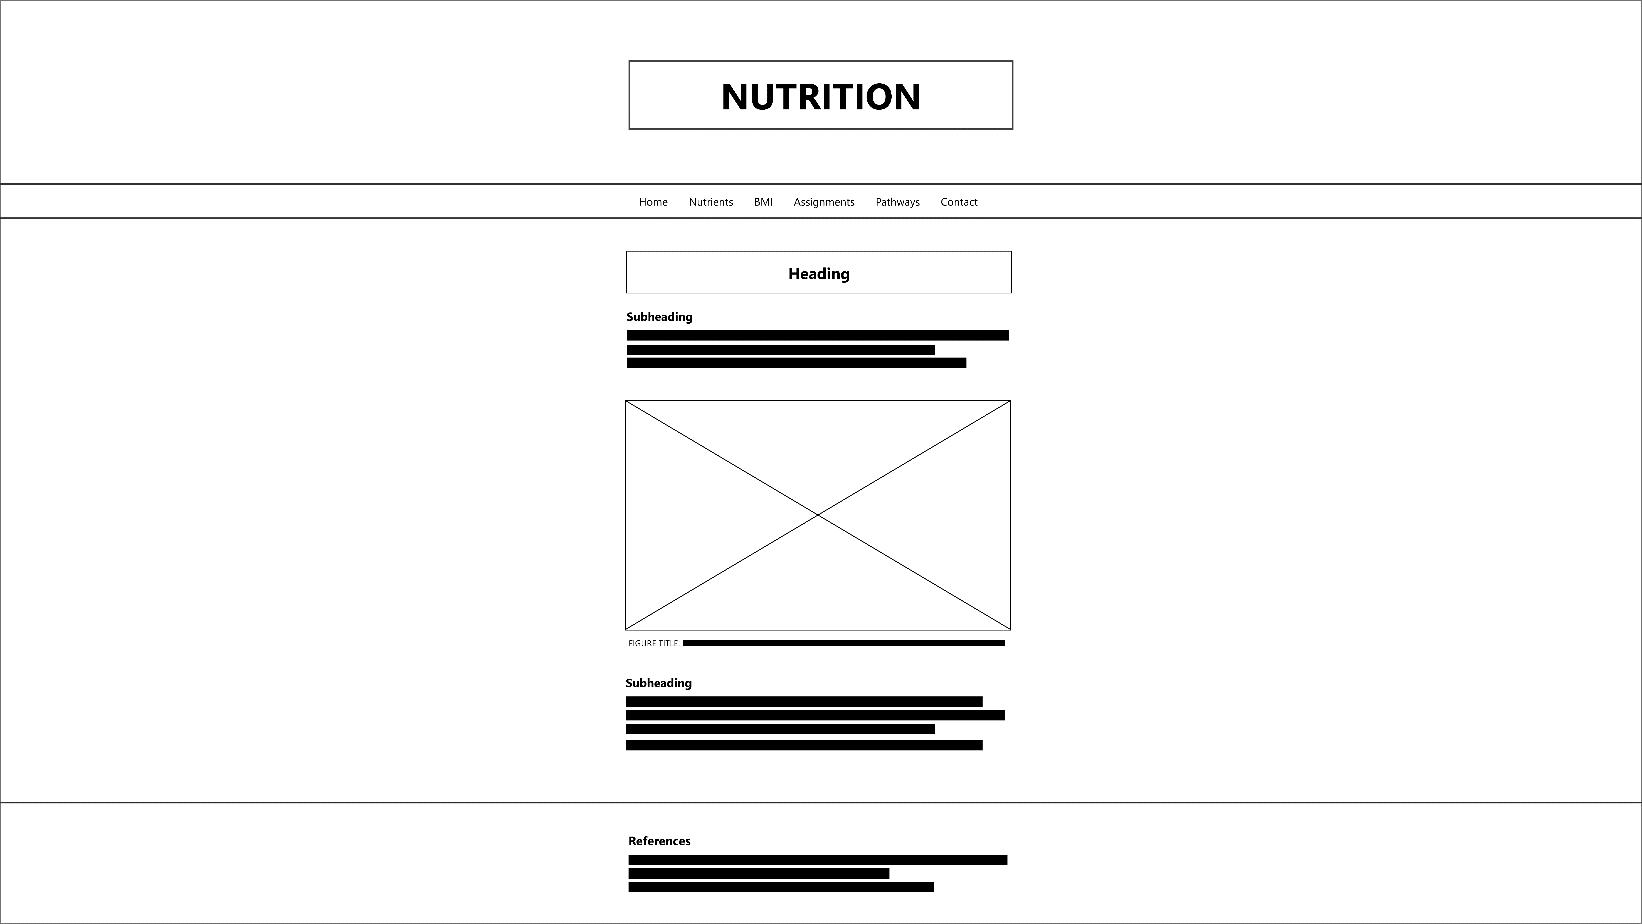 NUTRITION
Home Nutrients BMI Assignments Pathways Contact
Heading
Subheading
FIGURE TITLE
Subheading
References